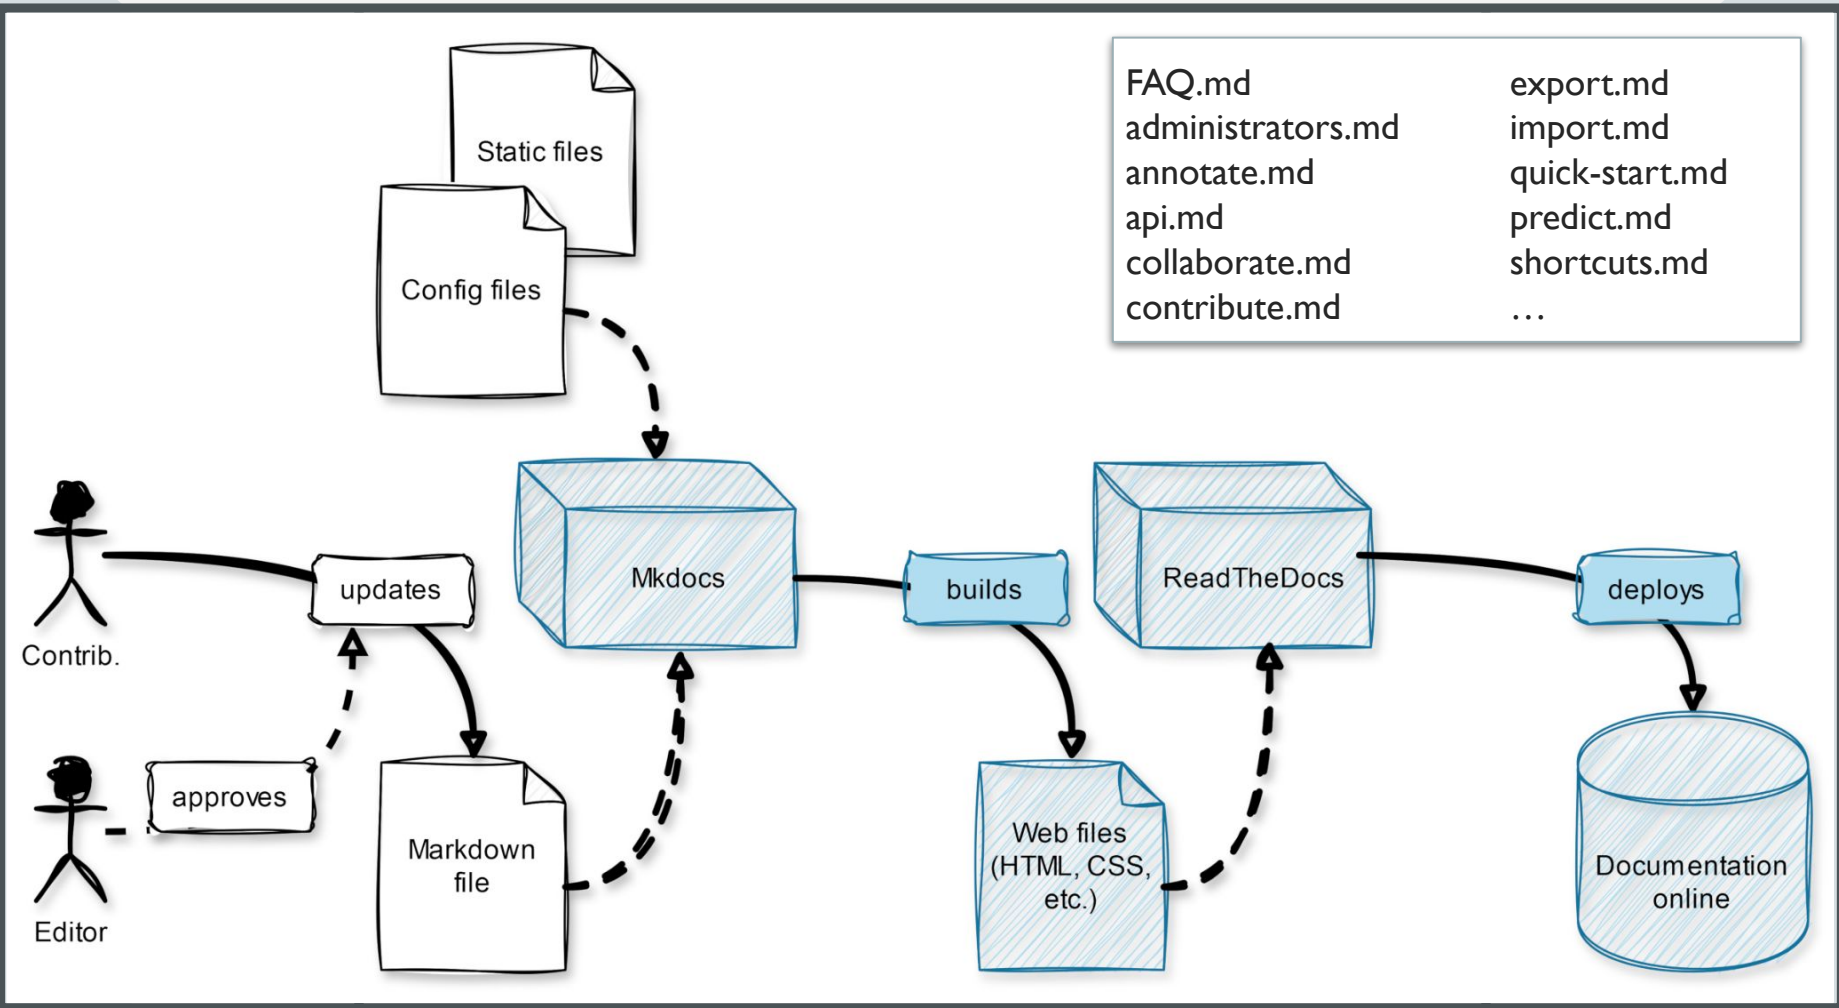 FAQ.md
administrators.md
annotate.md
api.md
collaborate.md
contribute.md
export.md
import.md
quick-start.md
predict.md
shortcuts.md
…
Static files
Config files
Contrib.
updates
Mkdocs
builds
ReadTheDocs
deploys
Editor
approves
Markdown
file
Web files
(HTML, CSS,
etc.)
Documentation
online